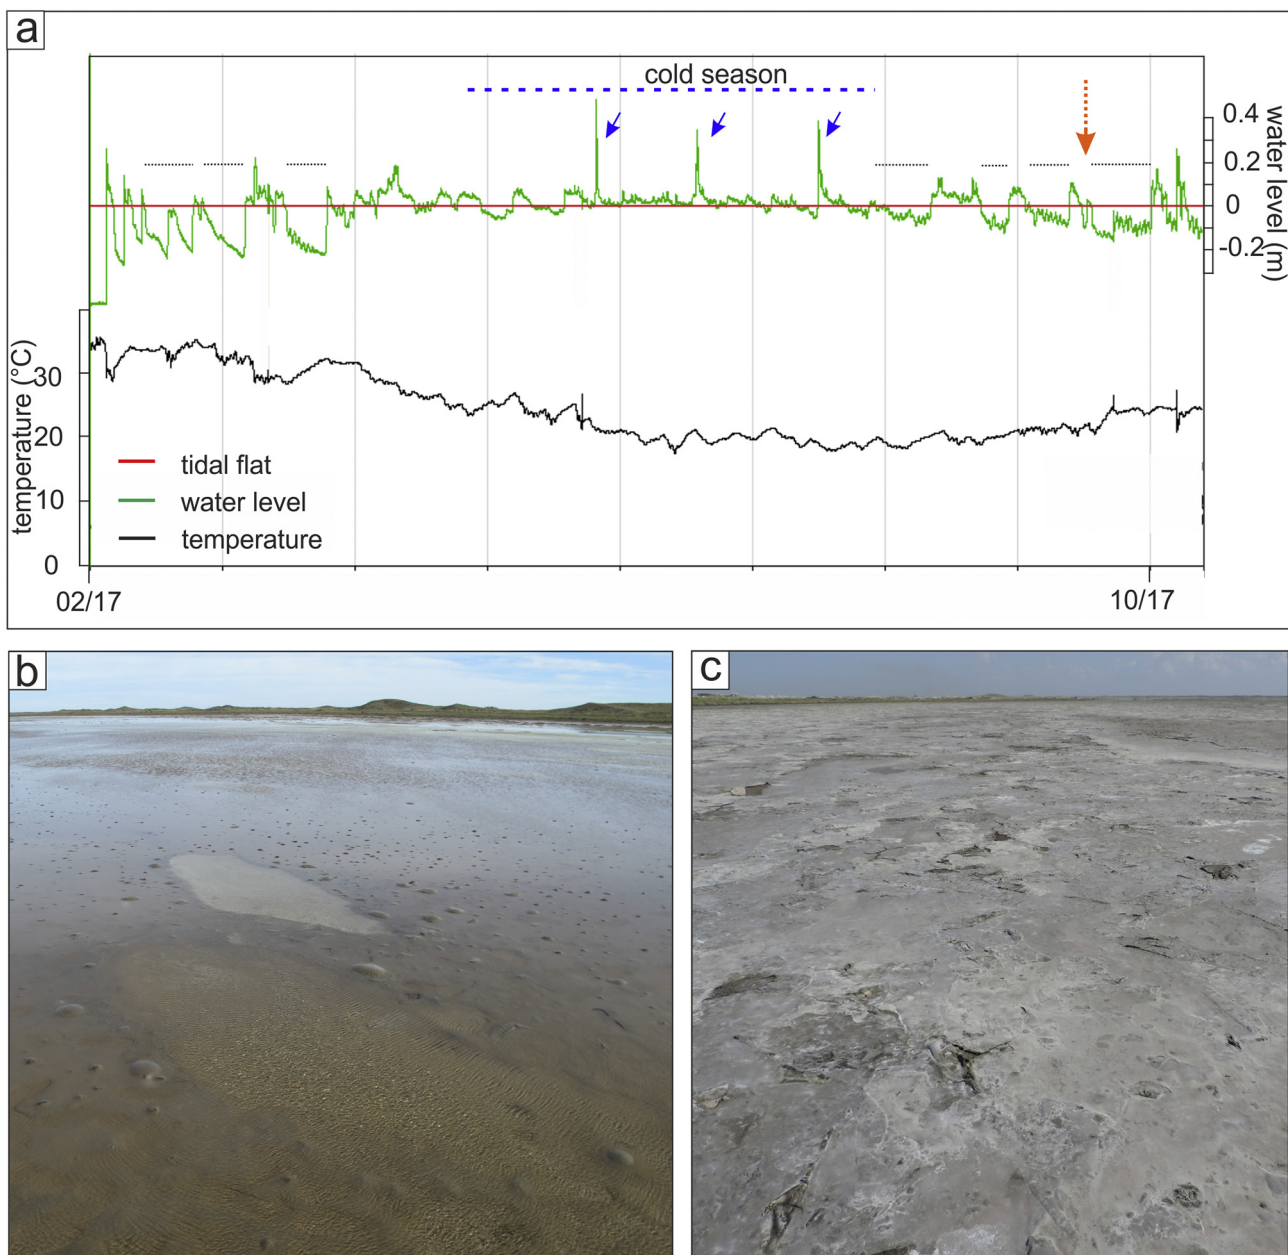 a
cold season
0.4
0.2
0
-0.2
water level (m)
temperature (°C)
30
20
10
0
tidal flat
water level
temperature
02/17
10/17
b
c